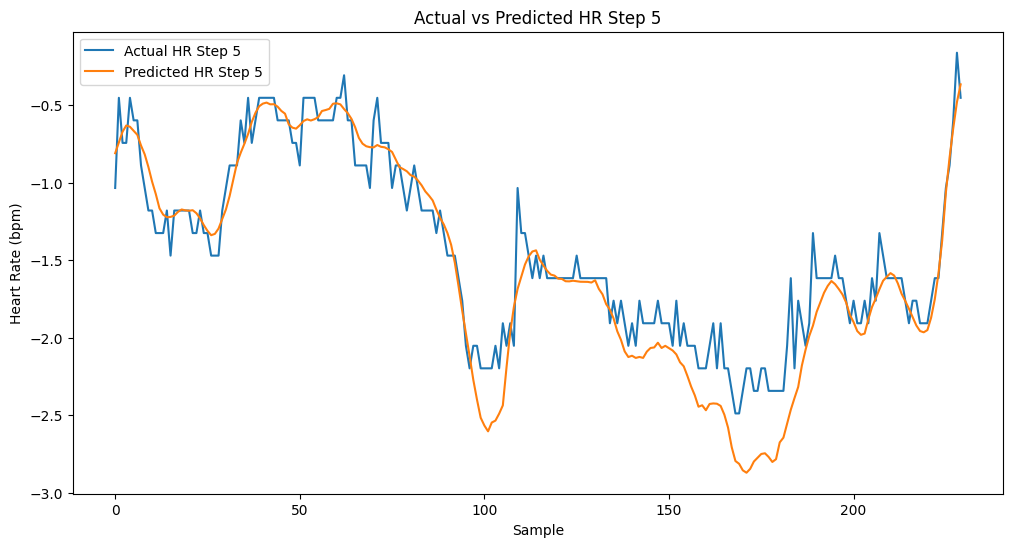 Actual vs Predicted HR Step 5
Actual HR Step 5
Predicted HR Step 5
Heart Rate (bpm)
−0.5
−1.0
−1.5
−2.0
−2.5
−3.0
0
50
100
150
200
Sample